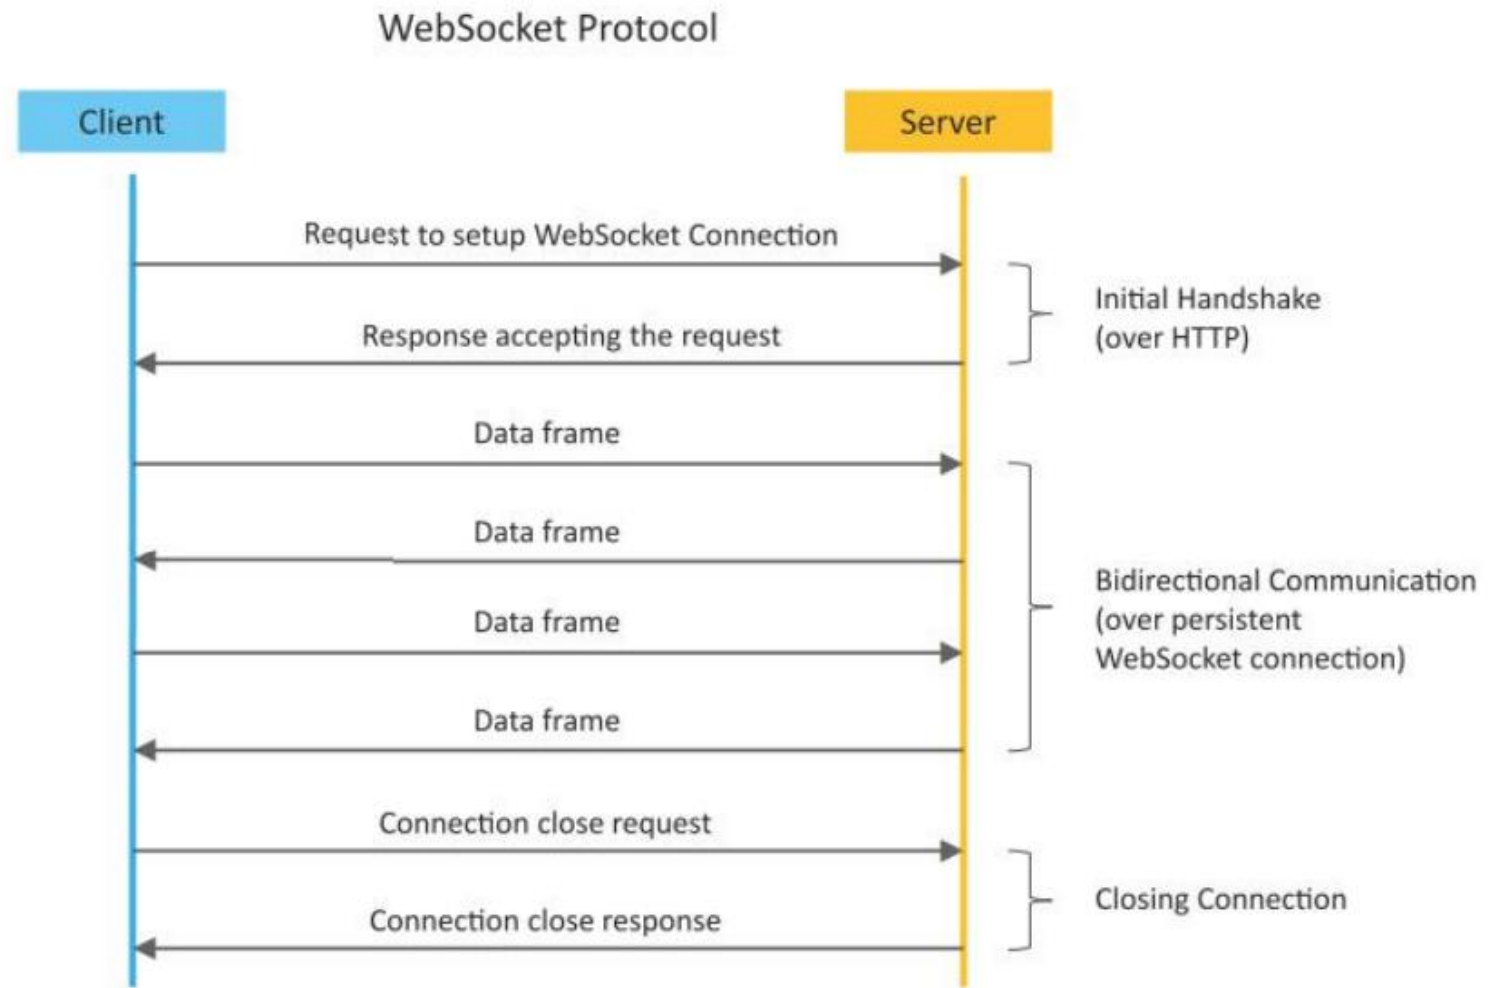 WebSocket Protocol
Client
Server
Request to setup WebSocket Connection
Initial Handshake
(over HTTP)
Response accepting the request
Data frame
Data frame
Bidirectional Communication
(over persistent
WebSocket connection)
Data frame
Data frame
Connection close request
Closing Connection
Connection close response